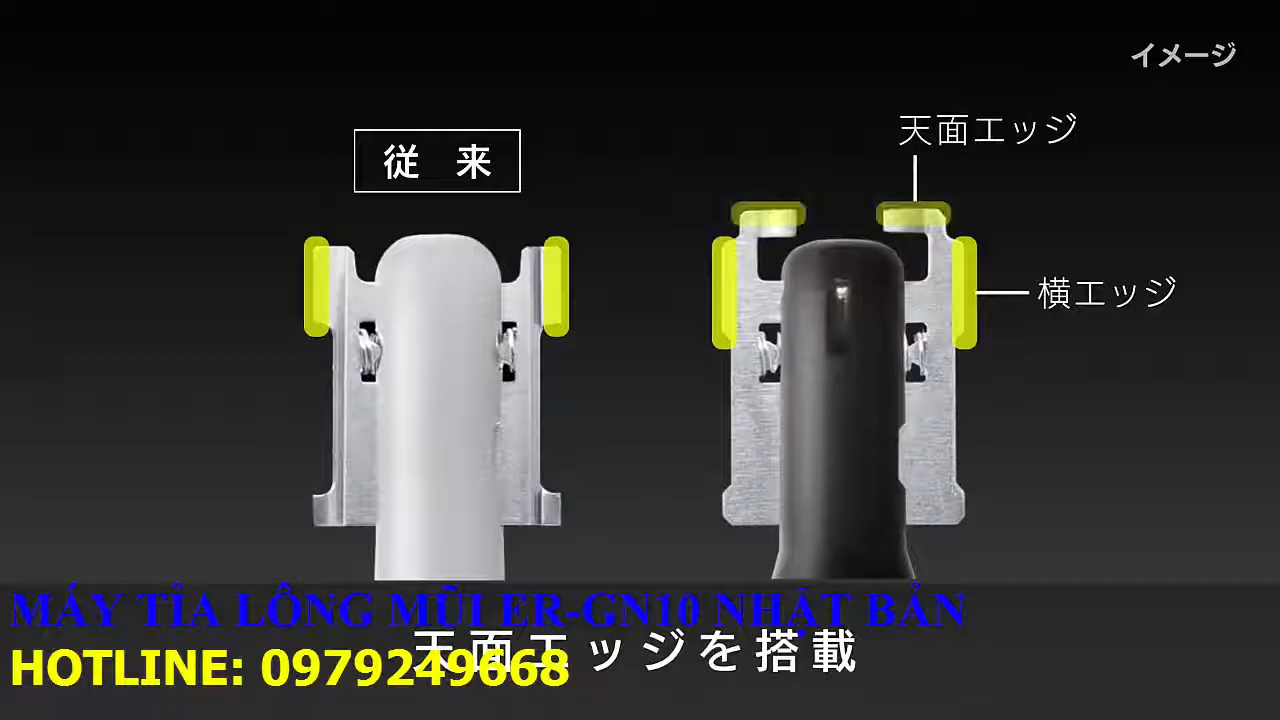 イメージ
天面エッジ
従 来
横エッジ
MÁY TỈA LÔNG MŨI ER-GN10 NHẬT BẢN
天面エッジを搭載
HOTLINE: 0979249668